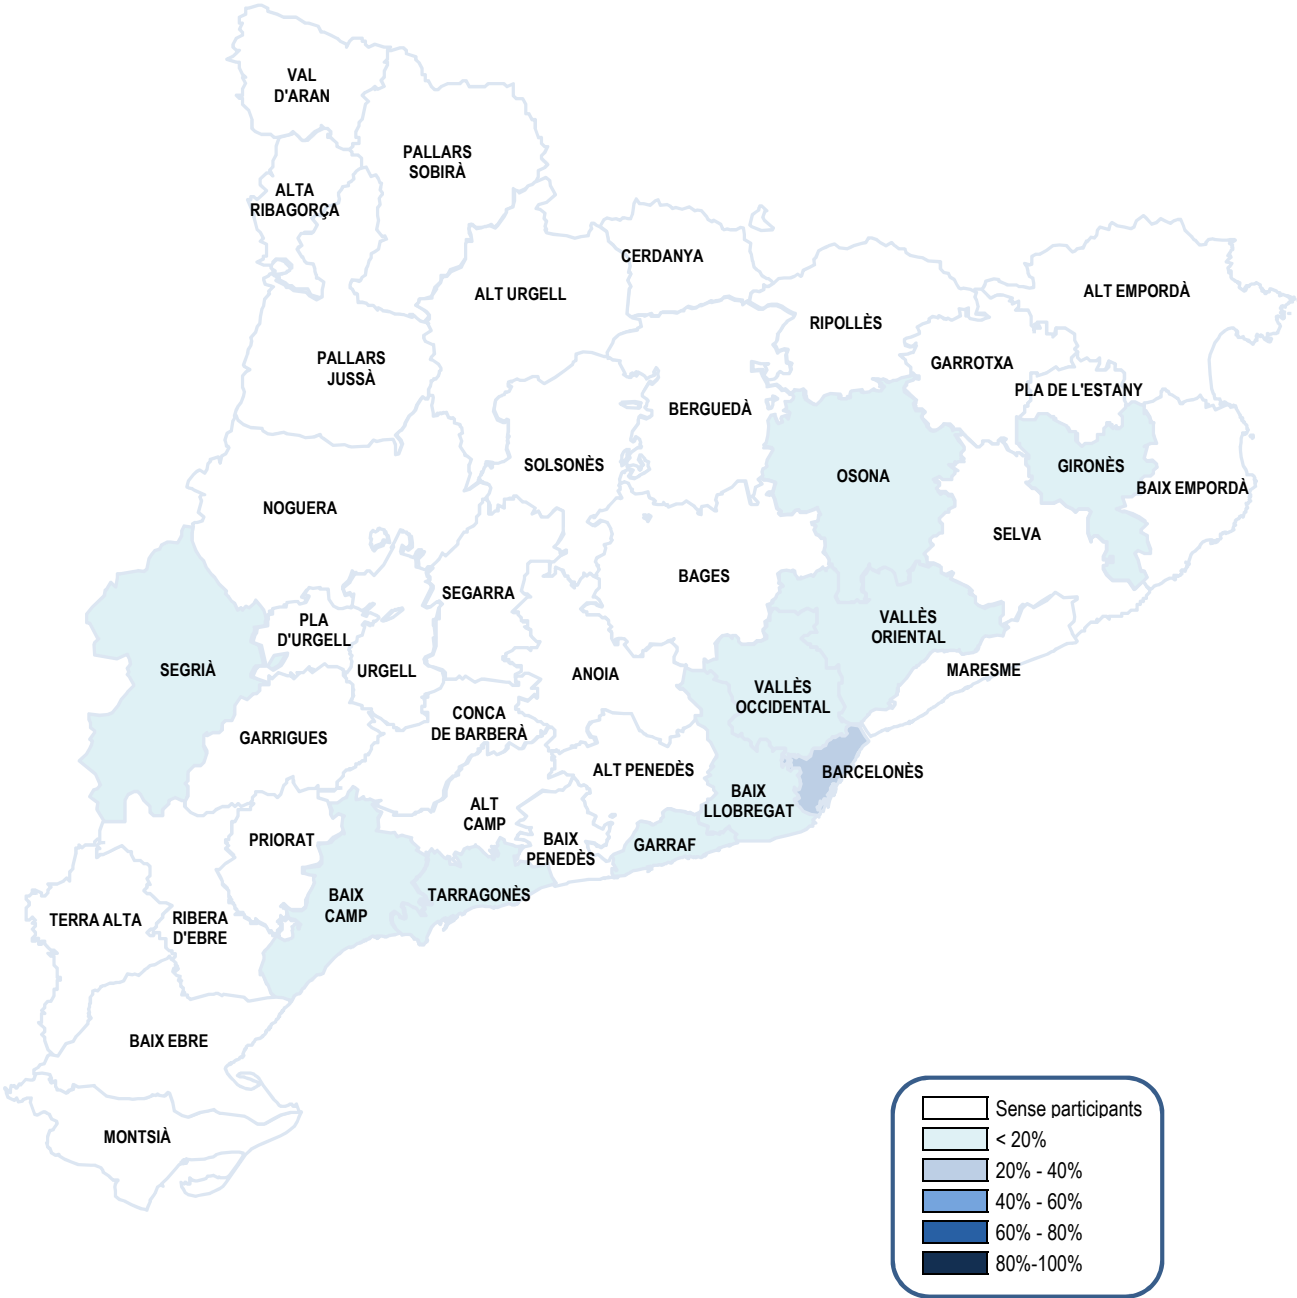 VAL
D'ARAN
PALLARS
SOBIRÀ
ALTA
RIBAGORÇA
CERDANYA
ALT URGELL
ALT EMPORDÀ
RIPOLLÈS
PALLARS
JUSSÀ
GARROTXA
PLA DE L'ESTANY
BERGUEDÀ
SOLSONÈS
GIRONÈS
OSONA
BAIX EMPORDÀ
NOGUERA
SELVA
BAGES
SEGARRA
PLA
D'URGELL
VALLÈS
ORIENTAL
SEGRIÀ
URGELL
ANOIA
MARESME
VALLÈS
OCCIDENTAL
CONCA
DE BARBERÀ
GARRIGUES
ALT PENEDÈS
BARCELONÈS
BAIX
LLOBREGAT
ALT
CAMP
PRIORAT
BAIX
PENEDÈS
GARRAF
BAIX
CAMP
TARRAGONÈS
TERRA ALTA
RIBERA
D'EBRE
BAIX EBRE
MONTSIÀ
Sense participants
< 20%
20% - 40%
40% - 60%
60% - 80%
80%-100%